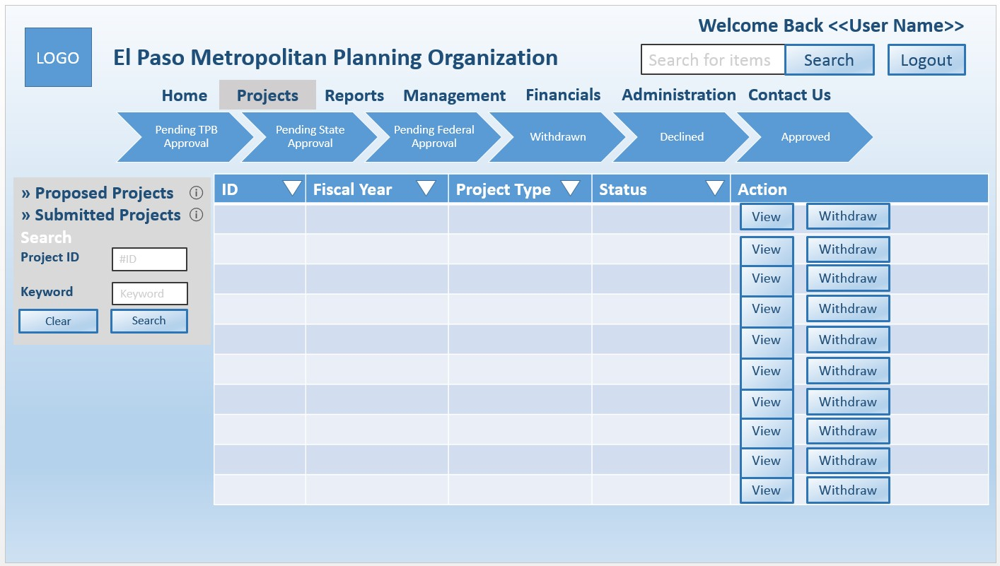 Welcome Back <<User Name>>
LOGO
El Paso Metropolitan Planning Organization
Search for items
Search
Logout
Home
Projects
Reports
Management
Financials
Administration
Contact Us
Pending TPB
Approval
Pending State
Approval
Pending Federal
Approval
Withdrawn
Declined
Approved
» Proposed Projects
» Submitted Projects
Search
Project ID
#ID
Keyword
Keyword
Clear
Search
ID
Fiscal Year
Project Type
Status
Action
View
Withdraw
View
Withdraw
View
Withdraw
View
Withdraw
View
Withdraw
View
Withdraw
View
Withdraw
View
Withdraw
View
Withdraw
View
Withdraw